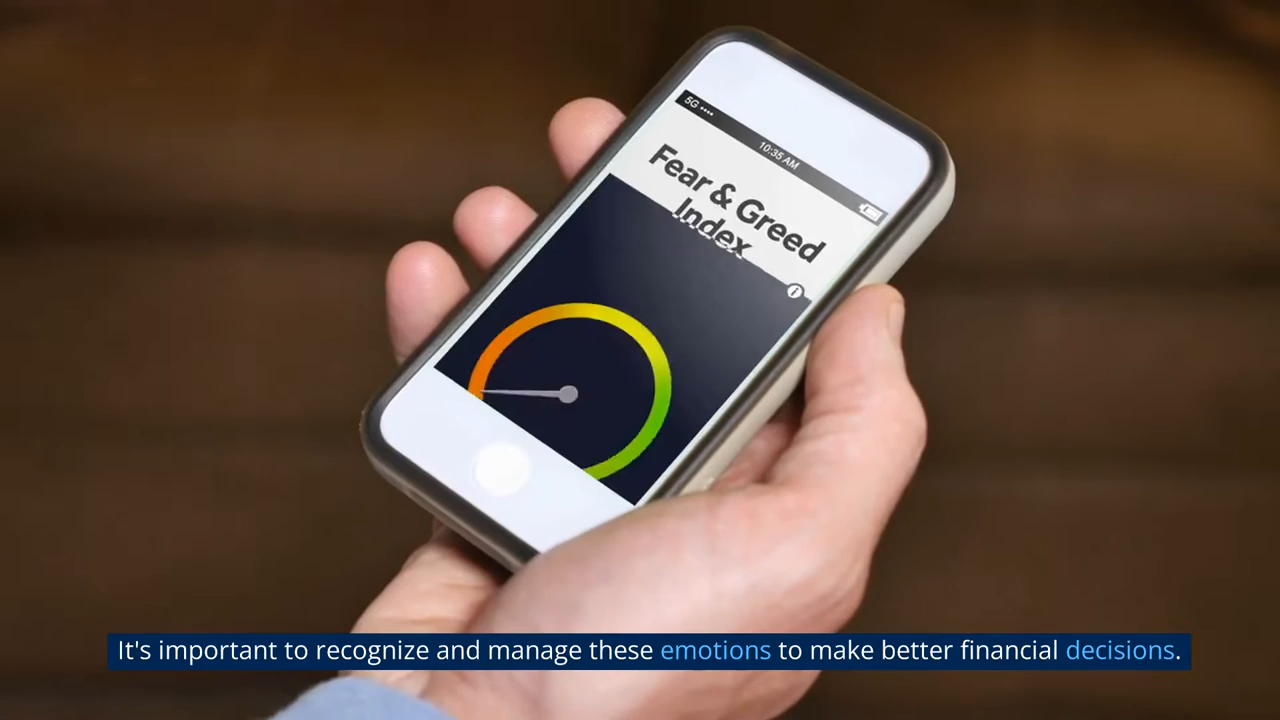 5G
10:35 AM
Fear & Greed
Index
i
It's important to recognize and manage these emotions to make better financial decisions.